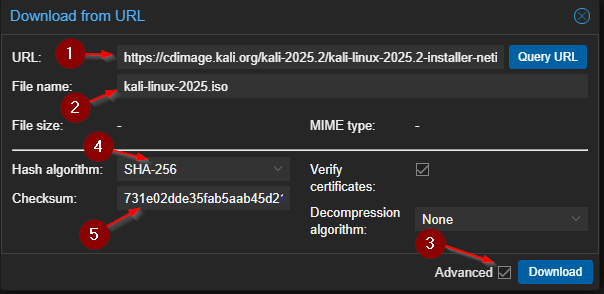 Download from URL
1
URL: https://cdimage.kali.org/kali-2025.2/kali-linux-2025.2-installer-neti Query URL
File name: kali-linux-2025.iso
2
File size: - MIME type: -
4
Hash algorithm: SHA-256 Verify certificates:
Checksum: 731e02dde35fab5aab45d21
Decompression algorithm: None
5
3
Advanced Download